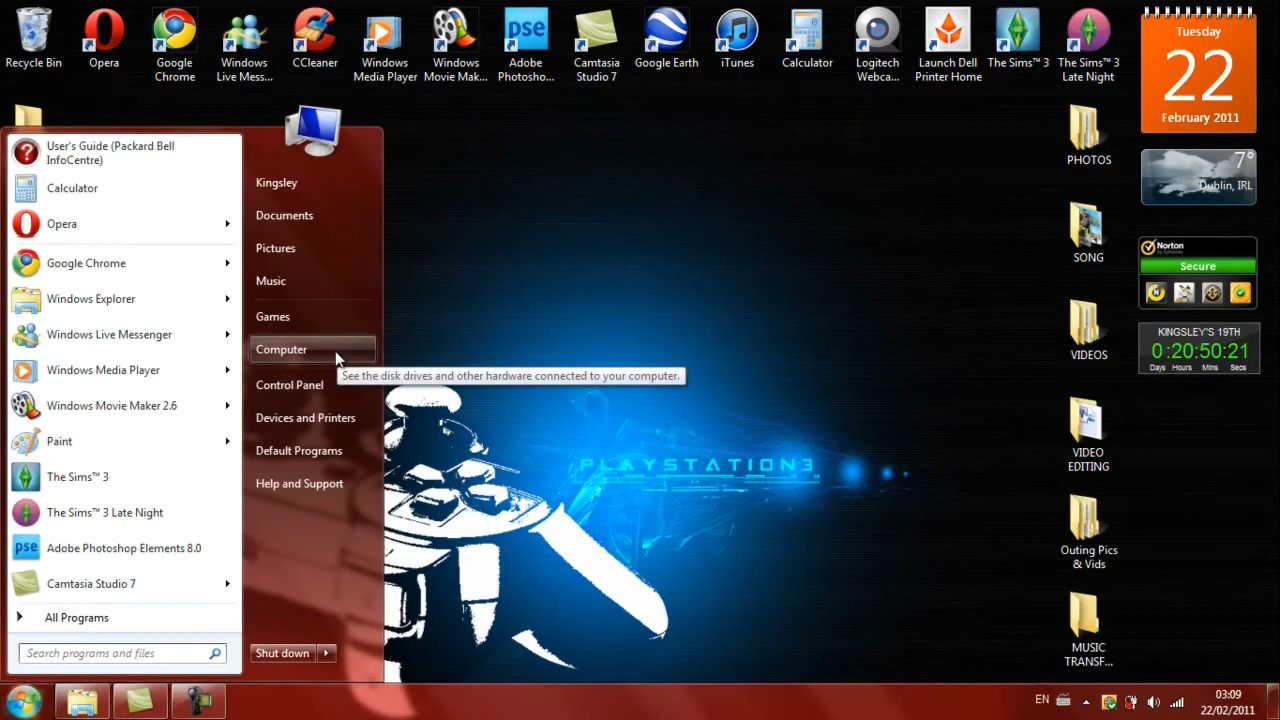 Recycle Bin
Opera
Google
Chrome
Windows
Live Mess...
CCleaner
Windows
Media Player
Windows
Movie Mak...
pse
Adobe
Photosho...
Camtasia
Studio 7
Google Earth
iTunes
Calculator
Logitech
Webca...
Launch Dell
Printer Home
The Sims™ 3
The Sims™ 3
Late Night
Tuesday
22
February 2011
7°
Dublin, IRL
Norton
Secure
KINGSLEY'S 19TH
0:20:50:21
Days Hours Mins Secs
PHOTOS
SONG
VIDEOS
VIDEO
EDITING
Outing Pics
& Vids
MUSIC
TRANSF...
User's Guide (Packard Bell
InfoCentre)
Calculator
Opera
Google Chrome
Windows Explorer
Windows Live Messenger
Windows Media Player
Windows Movie Maker 2.6
Paint
The Sims™ 3
The Sims™ 3 Late Night
pse
Adobe Photoshop Elements 8.0
Camtasia Studio 7
All Programs
Search programs and files
Kingsley
Documents
Pictures
Music
Games
Computer
See the disk drives and other hardware connected to your computer.
Control Panel
Devices and Printers
Default Programs
Help and Support
Shut down
PLAYSTATION3
EN
03:09
22/02/2011